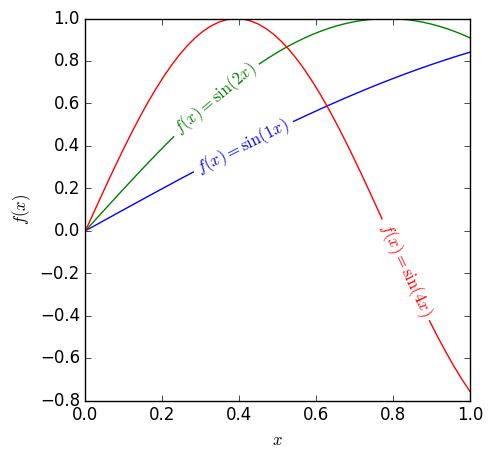 1.0
0.8
0.6
0.4
0.2
0.0
−0.2
−0.4
−0.6
−0.8
0.0 0.2 0.4 0.6 0.8 1.0
x
f(x)
f(x) = sin(2x)
f(x) = sin(1x)
f(x) = sin(4x)